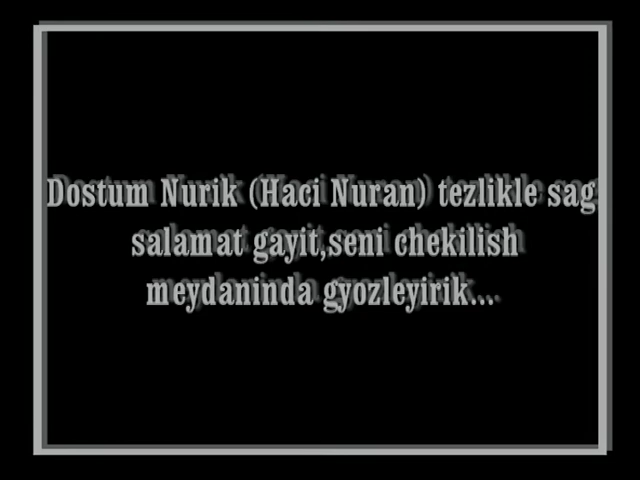 Dostum Nurik (Haci Nuran) tezlikle sag
salamat gayit,seni chekilish
meydaninda gyozleyirik...